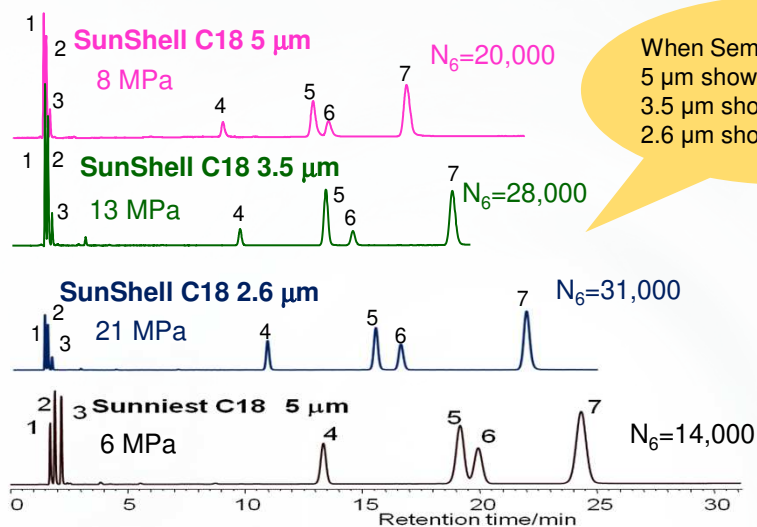 1
2
3
SunShell C18 5 µm
8 MPa
4
5
6
7
N6=20,000
When Sem
5 µm show
3.5 µm sho
2.6 µm sho
1
2
3
SunShell C18 3.5 µm
13 MPa
4
5
6
7
N6=28,000
1
2
3
SunShell C18 2.6 µm
21 MPa
4
5
6
7
N6=31,000
1
2
3
Sunniest C18 5 µm
6 MPa
4
5
6
7
N6=14,000
0 5 10 15 20 25 30
Retention time/min